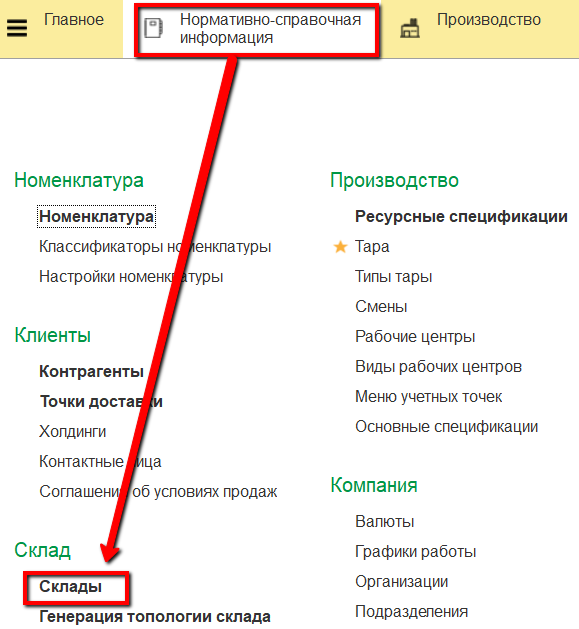 Главное
Нормативно-справочная
информация
Производство
Номенклатура
Номенклатура
Классификаторы номенклатуры
Настройки номенклатуры
Клиенты
Контрагенты
Точки доставки
Холдинги
Контактные лица
Соглашения об условиях продаж
Склад
Склады
Генерация топологии склада
Производство
Ресурсные спецификации
Тара
Типы тары
Смены
Рабочие центры
Виды рабочих центров
Меню учетных точек
Основные спецификации
Компания
Валюты
Графики работы
Организации
Подразделения